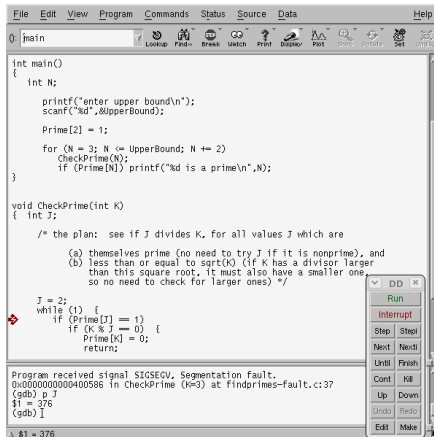 File Edit View Program Commands Status Source Data Help
(): main
Lookup Find» Break Watch Print Display Plot Rotate Set
int main()
{
int N;
printf("enter upper bound\n");
scanf("%d",&UpperBound);
Prime[2] = 1;
for (N = 3; N <= UpperBound; N += 2)
CheckPrime(N);
if (Prime[N]) printf("%d is a prime\n",N);
}
void CheckPrime(int K)
{ int J;
/* the plan: see if J divides K, for all values J which are
(a) themselves prime (no need to try J if it is nonprime), and
(b) less than or equal to sqrt(K) (if K has a divisor larger
than this square root, it must also have a smaller one,
so no need to check for larger ones) */
J = 2;
while (1) {
if (Prime[J] == 1)
if (K % J == 0) {
Prime[K] = 0;
return;
DD
Run
Interrupt
Step Stepi
Next Nexti
Until Finish
Cont Kill
Up Down
Undo Redo
Edit Make
Program received signal SIGSEGV, Segmentation fault.
0x0000000000400586 in CheckPrime (K=3) at findprimes-fault.c:37
(gdb) p J
$1 = 376
(gdb)
$1 = 376